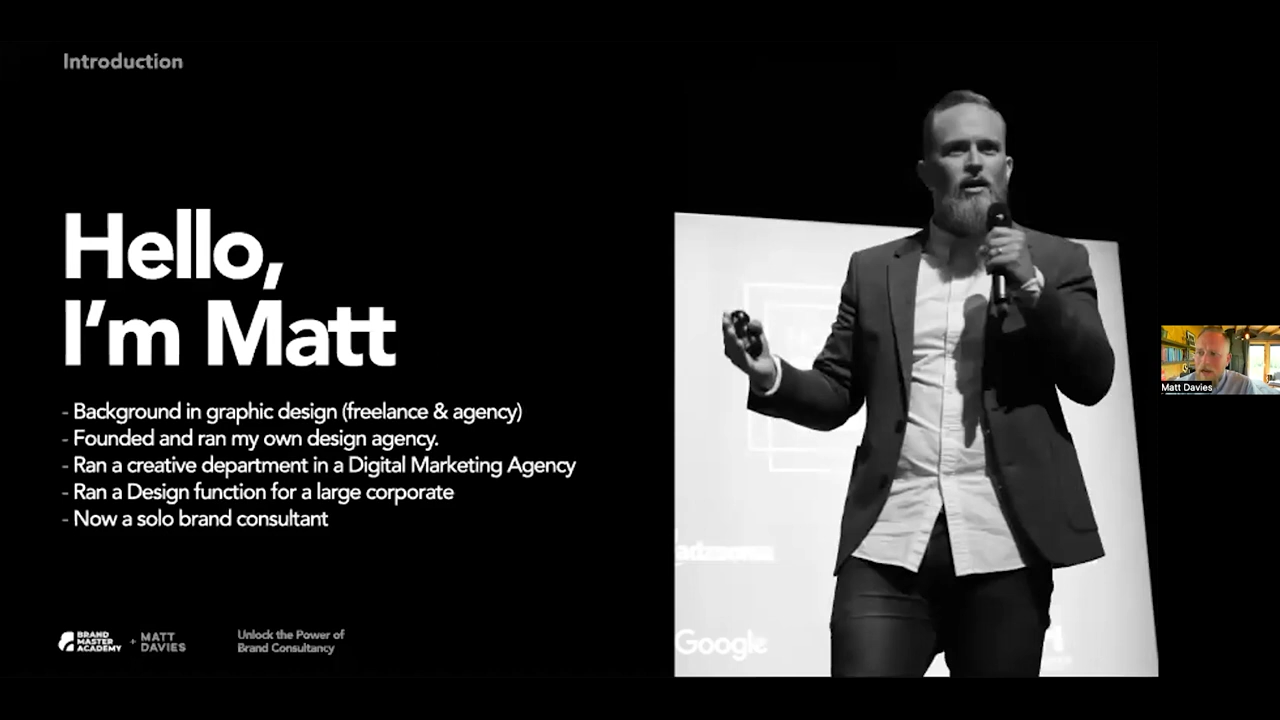 Introduction
Hello,
I'm Matt
- Background in graphic design (freelance & agency)
- Founded and ran my own design agency.
- Ran a creative department in a Digital Marketing Agency
- Ran a Design function for a large corporate
- Now a solo brand consultant
BRAND
MASTER
ACADEMY
+ MATT
DAVIES
Unlock the Power of
Brand Consultancy
Google
Matt Davies